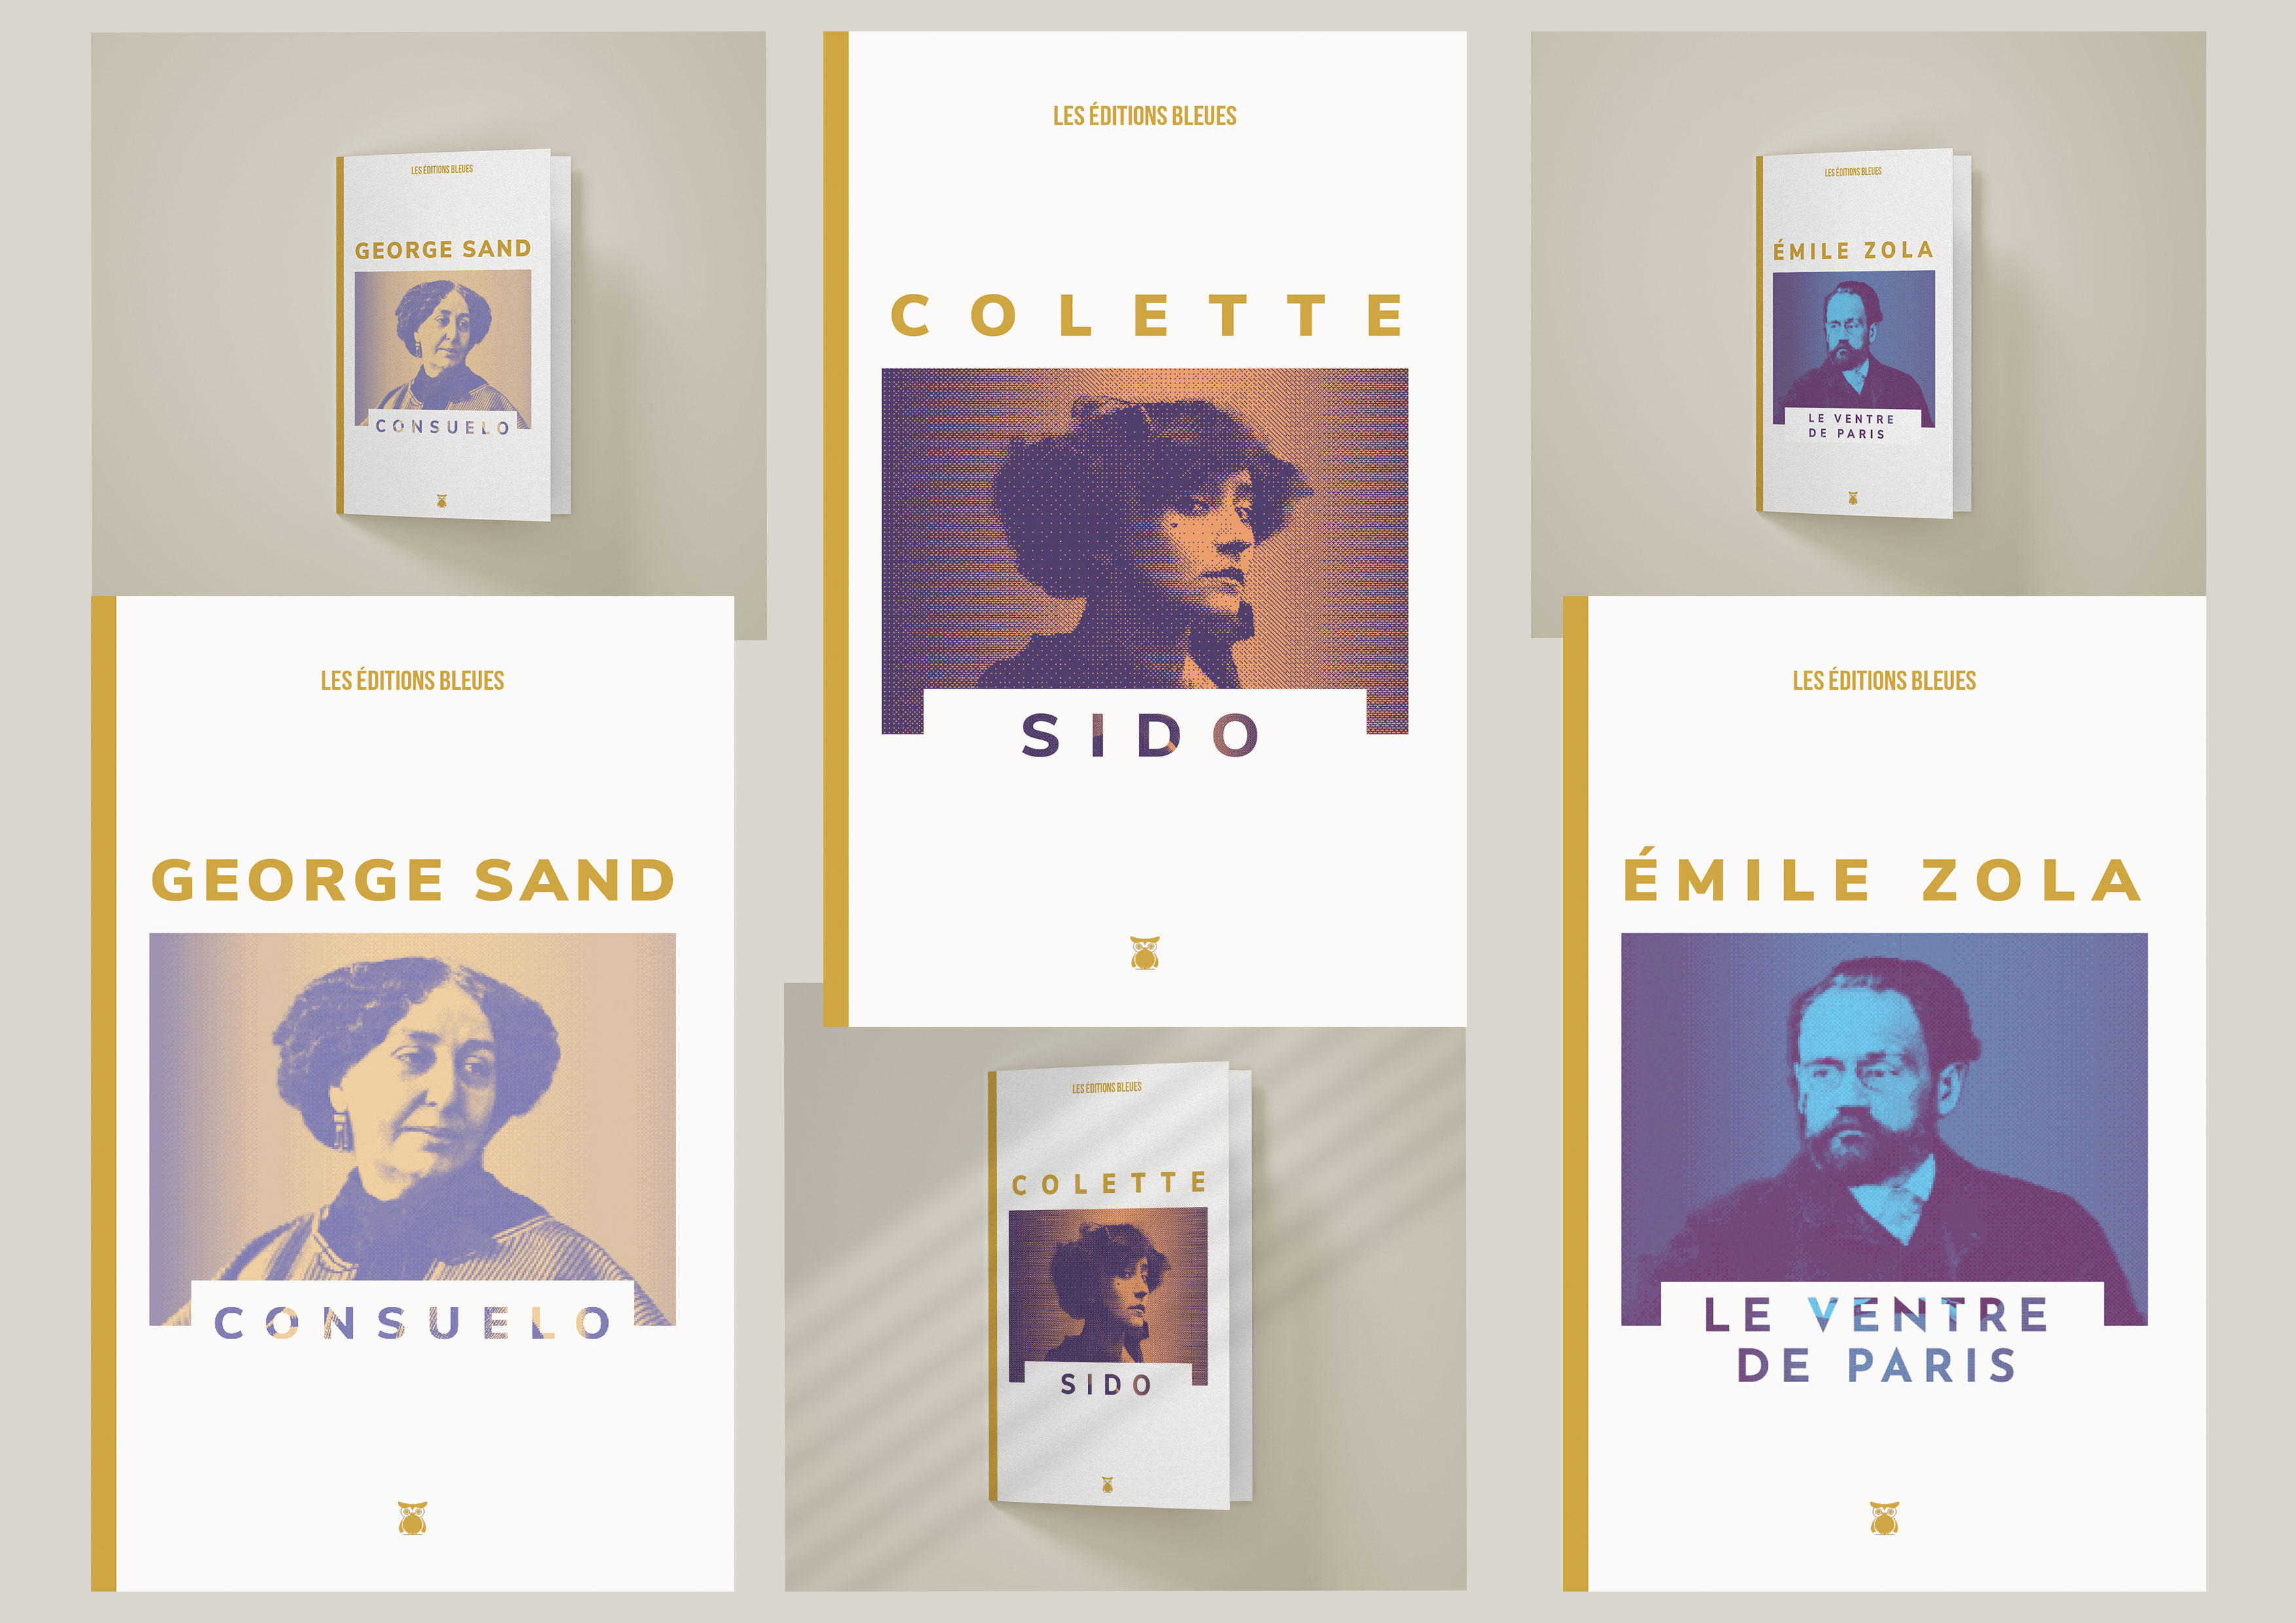 LES ÉDITIONS BLEUES
GEORGE SAND
CONSUELO
LES ÉDITIONS BLEUES
GEORGE SAND
CONSUELO
LES ÉDITIONS BLEUES
COLETTE
SIDO
LES ÉDITIONS BLEUES
COLETTE
SIDO
LES ÉDITIONS BLEUES
ÉMILE ZOLA
LE VENTRE
DE PARIS
LES ÉDITIONS BLEUES
ÉMILE ZOLA
LE VENTRE
DE PARIS